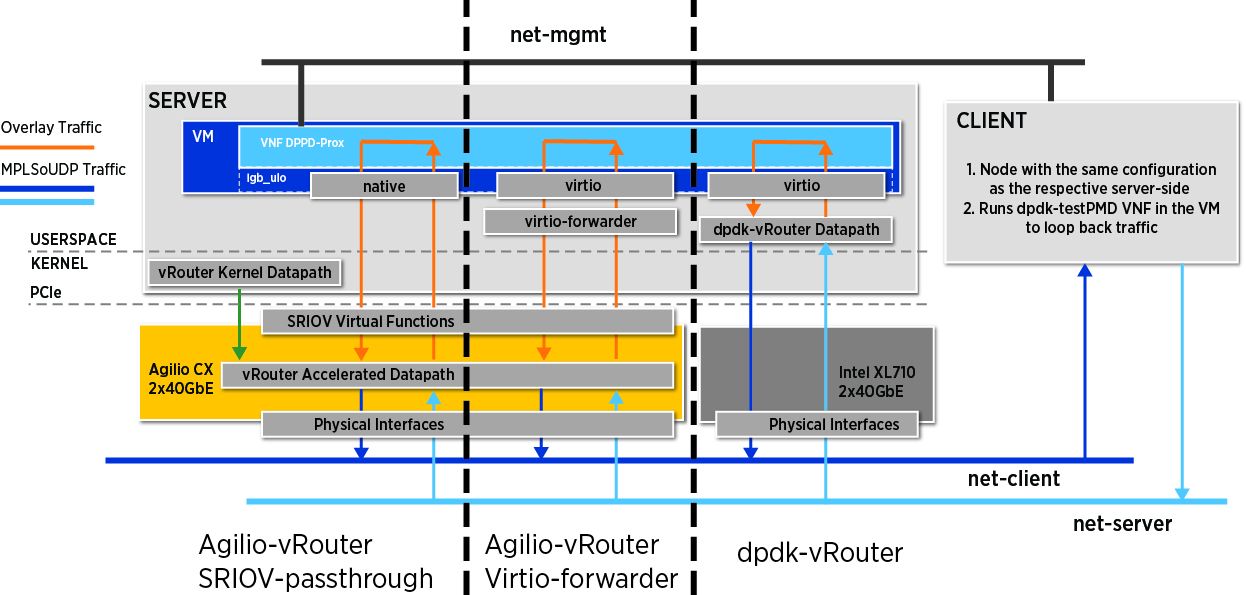 net-mgmt
SERVER
VM
VNF DPPD-Prox
igb_uio
native
virtio
virtio
virtio-forwarder
dpdk-vRouter Datapath
Overlay Traffic
MPLSoUDP Traffic
USERSPACE
KERNEL
vRouter Kernel Datapath
PCIe
SRIOV Virtual Functions
Agilio CX
2x40GbE
vRouter Accelerated Datapath
Physical Interfaces
Intel XL710
2x40GbE
Physical Interfaces
CLIENT
1. Node with the same configuration
as the respective server-side
2. Runs dpdk-testPMD VNF in the VM
to loop back traffic
net-client
net-server
Agilio-vRouter
SRIOV-passthrough
Agilio-vRouter
Virtio-forwarder
dpdk-vRouter